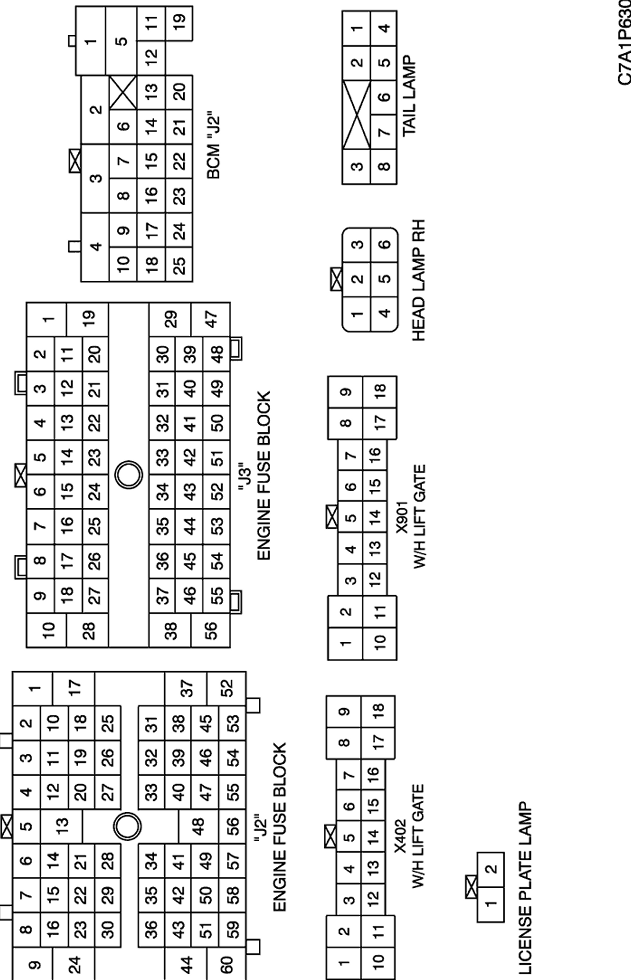 9 8 7 6 5 4 3 2 1
16 15 14 12 11 10
24 13 17
23 22 21 20 19 18
30 29 28 27 26 25
36 35 34 33 32 31
44 43 42 41 40 39 38 37
48
51 50 49 47 46 45
60 59 58 57 56 55 54 53 52
"J2"
ENGINE FUSE BLOCK
10 9 8 7 6 5 4 3 2 1
18 17 16 15 14 13 12 11
28 27 26 25 24 23 22 21 20 19
38 37 36 35 34 33 32 31 30 29
46 45 44 43 42 41 40 39
56 55 54 53 52 51 50 49 48 47
"J3"
ENGINE FUSE BLOCK
4 3 2 1
10 9 8 7 6 5
18 17 16 15 14 13 12 11
25 24 23 22 21 20 19
BCM "J2"
1 2 3 4 5 6 7 8 9
10 11 12 13 14 15 16 17 18
X402
W/H LIFT GATE
1 2 3 4 5 6 7 8 9
10 11 12 13 14 15 16 17 18
X901
W/H LIFT GATE
1 2 3
4 5 6
HEAD LAMP RH
3 2 1
8 7 6 5 4
TAIL LAMP
1 2
LICENSE PLATE LAMP
C7A1P630